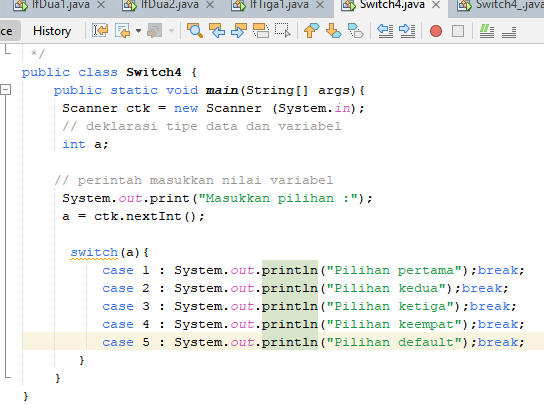 IfDua1.java IfDua2.java IfTiga1.java Switch4.java Switch4_.java
ce History
*/
public class Switch4 {
public static void main(String[] args){
Scanner ctk = new Scanner (System.in);
// deklarasi tipe data dan variabel
int a;
// perintah masukkan nilai variabel
System.out.print("Masukkan pilihan :");
a = ctk.nextInt();
switch(a){
case 1 : System.out.println("Pilihan pertama");break;
case 2 : System.out.println("Pilihan kedua");break;
case 3 : System.out.println("Pilihan ketiga");break;
case 4 : System.out.println("Pilihan keempat");break;
case 5 : System.out.println("Pilihan default");break;
}
}
}